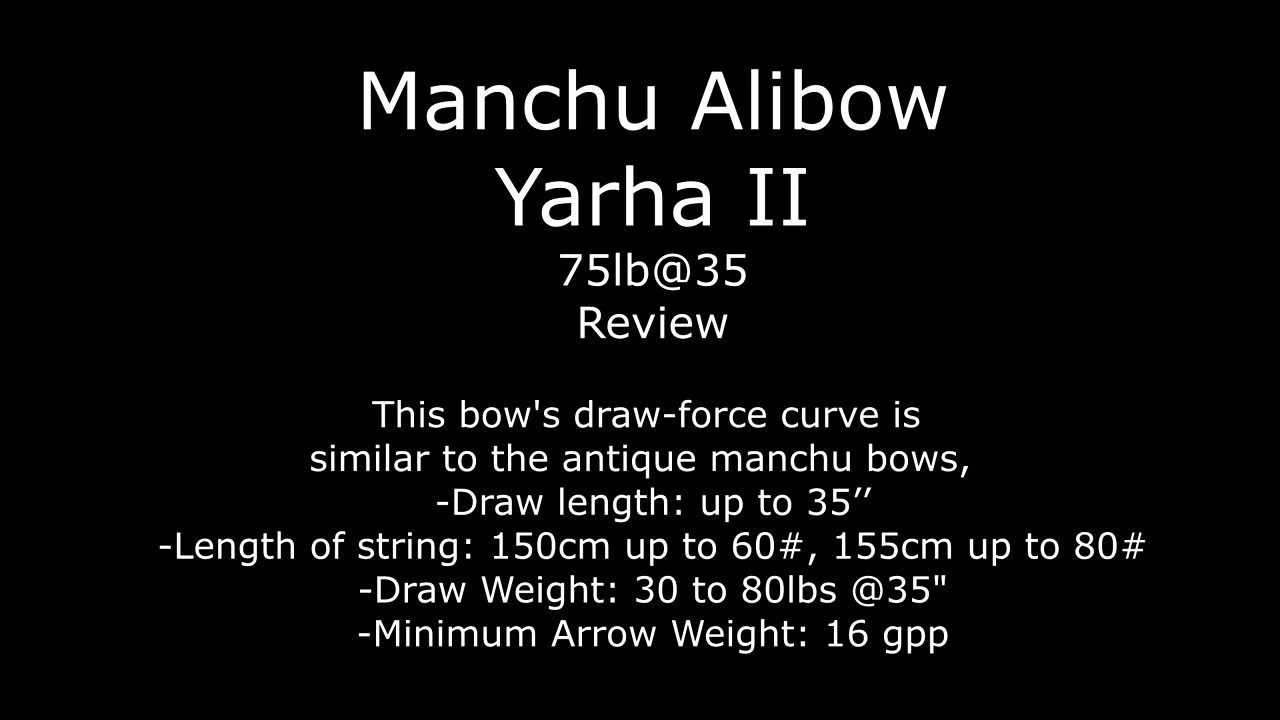 Manchu Alibow
Yarha II
75lb@35
Review
This bow's draw-force curve is
similar to the antique manchu bows,
-Draw length: up to 35’’
-Length of string: 150cm up to 60#, 155cm up to 80#
-Draw Weight: 30 to 80lbs @35"
-Minimum Arrow Weight: 16 gpp